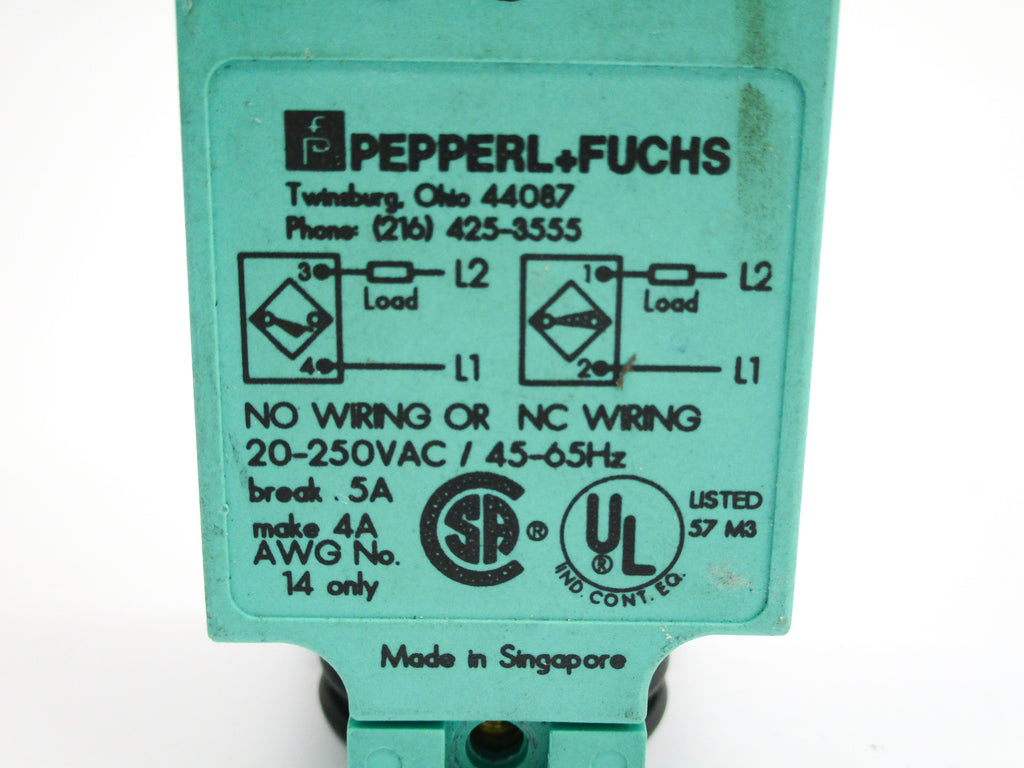 PEPPERL+FUCHS
Twinsburg, Ohio 44087
Phone: (216) 425-3555
3 Load L2
4 L1
1 Load L2
2 L1
NO WIRING OR NC WIRING
20-250VAC / 45-65Hz
break .5A
make 4A
AWG No.
14 only
CSA ®
UL ®
IND. CONT. EQ.
LISTED
57 M3
Made in Singapore